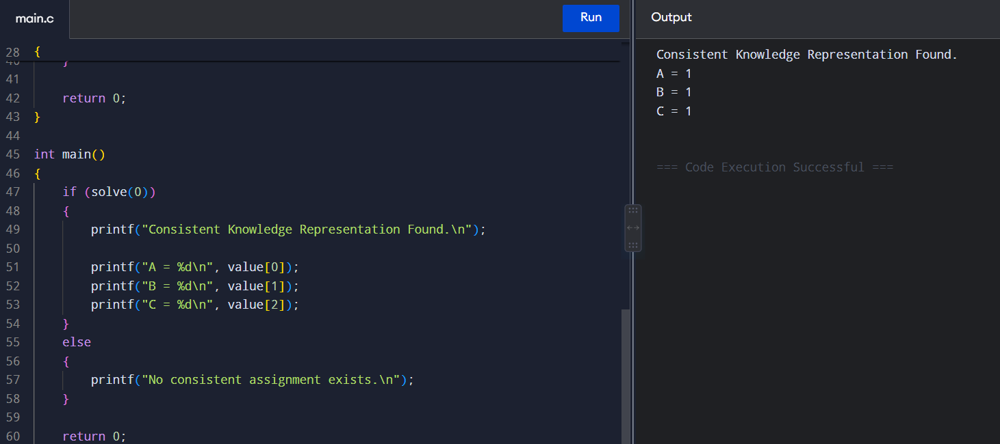 main.c
Run
28 {
40 }
41
42     return 0;
43 }
44
45 int main()
46 {
47     if (solve(0))
48     {
49         printf("Consistent Knowledge Representation Found.\n");
50
51         printf("A = %d\n", value[0]);
52         printf("B = %d\n", value[1]);
53         printf("C = %d\n", value[2]);
54     }
55     else
56     {
57         printf("No consistent assignment exists.\n");
58     }
59
60     return 0;
Output
Consistent Knowledge Representation Found.
A = 1
B = 1
C = 1
=== Code Execution Successful ===